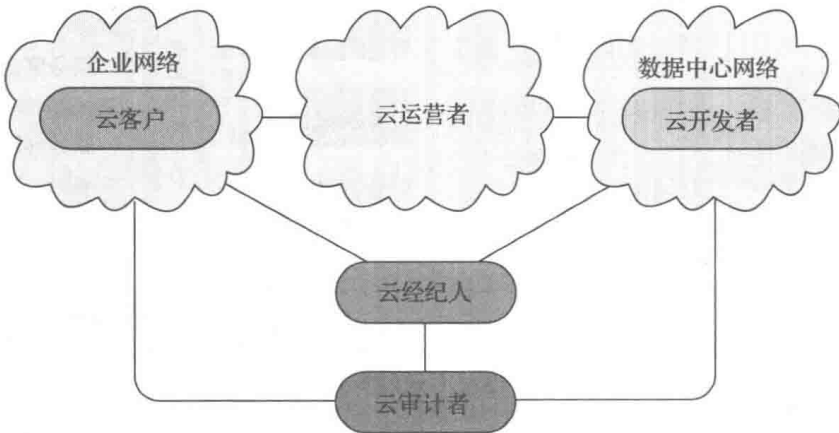 企业网络
云客户
云运营者
数据中心网络
云开发者
云经纪人
云审计者